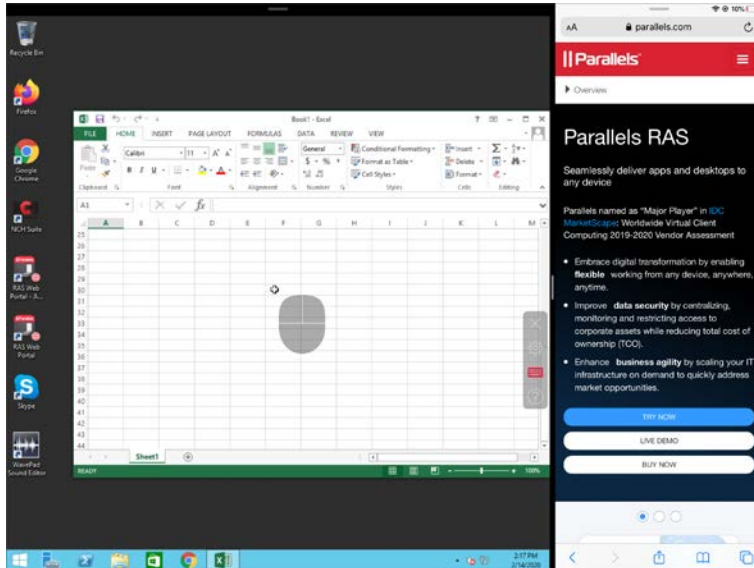 Recycle Bin
Firefox
Google
Chrome
NCH Suite
RAS Web
Portal - A...
RAS Web
Portal
Skype
WavePad
Sound Editor
Book1 - Excel
FILE HOME INSERT PAGE LAYOUT FORMULAS DATA REVIEW VIEW
Paste
Calibri 11 A A
B I U
General
$ - % ,
Conditional Formatting
Format as Table
Cell Styles
Insert
Delete
Format
Clipboard Font Alignment Number Styles Cells Editing
A1 fx
A B C D E F G H I J K L M
25
26
27
28
29
30
31
32
33
34
35
36
37
38
39
40
41
42
43
44
Sheet1
READY 100%
2:17 PM
2/14/2020
10%
AA parallels.com
Parallels
Overview
Parallels RAS
Seamlessly deliver apps and desktops to
any device
Parallels named as “Major Player” in IDC
MarketScape: Worldwide Virtual Client
Computing 2019-2020 Vendor Assessment
• Embrace digital transformation by enabling
flexible working from any device, anywhere,
anytime.
• Improve data security by centralizing,
monitoring and restricting access to
corporate assets while reducing total cost of
ownership (TCO).
• Enhance business agility by scaling your IT
infrastructure on demand to quickly address
market opportunities.
TRY NOW
LIVE DEMO
BUY NOW